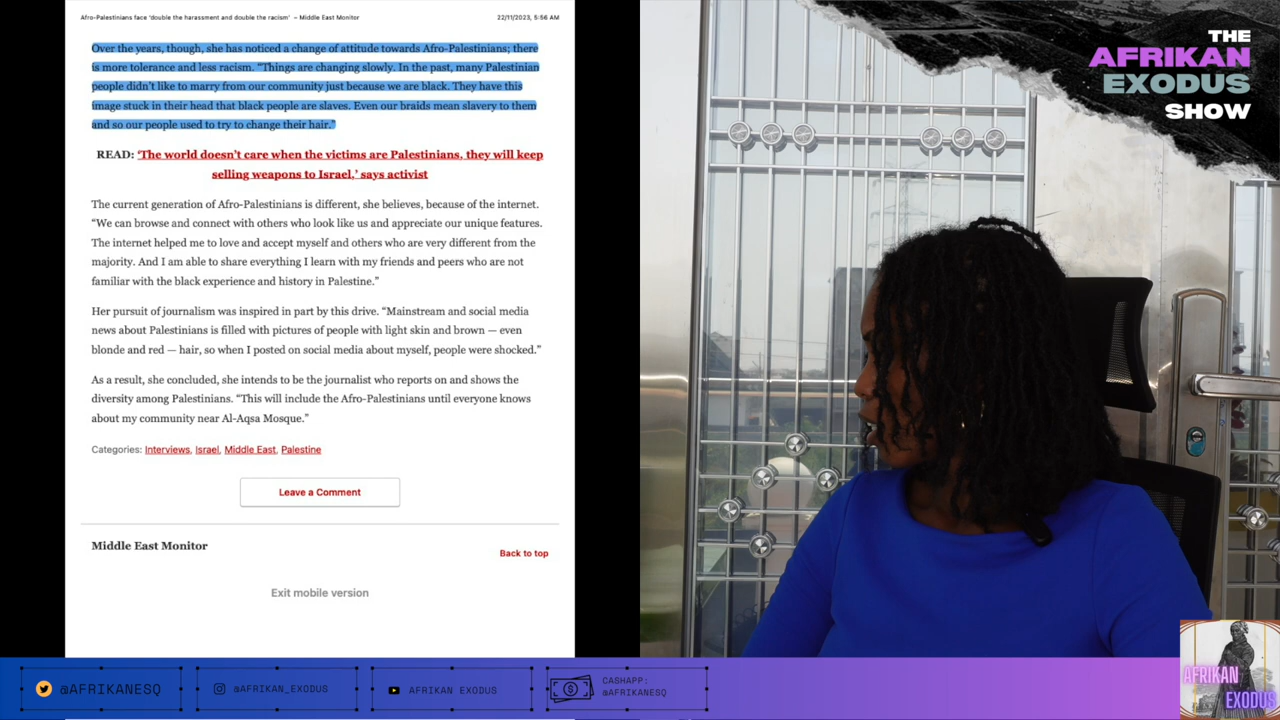 Afro-Palestinians face 'double the harassment and double the racism' – Middle East Monitor
22/11/2023, 5:56 AM
Over the years, though, she has noticed a change of attitude towards Afro-Palestinians; there
is more tolerance and less racism. “Things are changing slowly. In the past, many Palestinian
people didn’t like to marry from our community just because we are black. They have this
image stuck in their head that black people are slaves. Even our braids mean slavery to them
and so our people used to try to change their hair.”
READ: ‘The world doesn’t care when the victims are Palestinians, they will keep
selling weapons to Israel,’ says activist
The current generation of Afro-Palestinians is different, she believes, because of the internet.
“We can browse and connect with others who look like us and appreciate our unique features.
The internet helped me to love and accept myself and others who are very different from the
majority. And I am able to share everything I learn with my friends and peers who are not
familiar with the black experience and history in Palestine.”
Her pursuit of journalism was inspired in part by this drive. “Mainstream and social media
news about Palestinians is filled with pictures of people with light skin and brown — even
blonde and red — hair, so when I posted on social media about myself, people were shocked.”
As a result, she concluded, she intends to be the journalist who reports on and shows the
diversity among Palestinians. “This will include the Afro-Palestinians until everyone knows
about my community near Al-Aqsa Mosque.”
Categories: Interviews, Israel, Middle East, Palestine
Leave a Comment
Middle East Monitor
Back to top
Exit mobile version
THE
AFRIKAN
EXODUS
SHOW
@AFRIKANESQ
@AFRIKAN_EXODUS
AFRIKAN EXODUS
CASHAPP:
@AFRIKANESQ
AFRIKAN
EXODUS